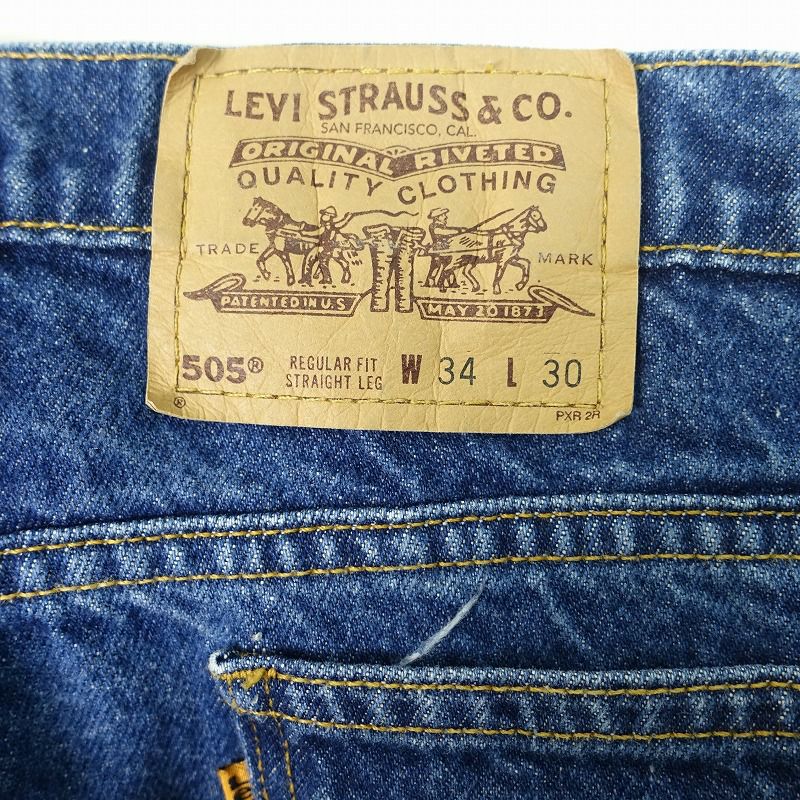 LEVI STRAUSS & CO.
SAN FRANCISCO, CAL.
ORIGINAL RIVETED
QUALITY CLOTHING
TRADE MARK
PATENTED IN U.S MAY 20 1873
505® REGULAR FIT STRAIGHT LEG W 34 L 30
® PXR 2R